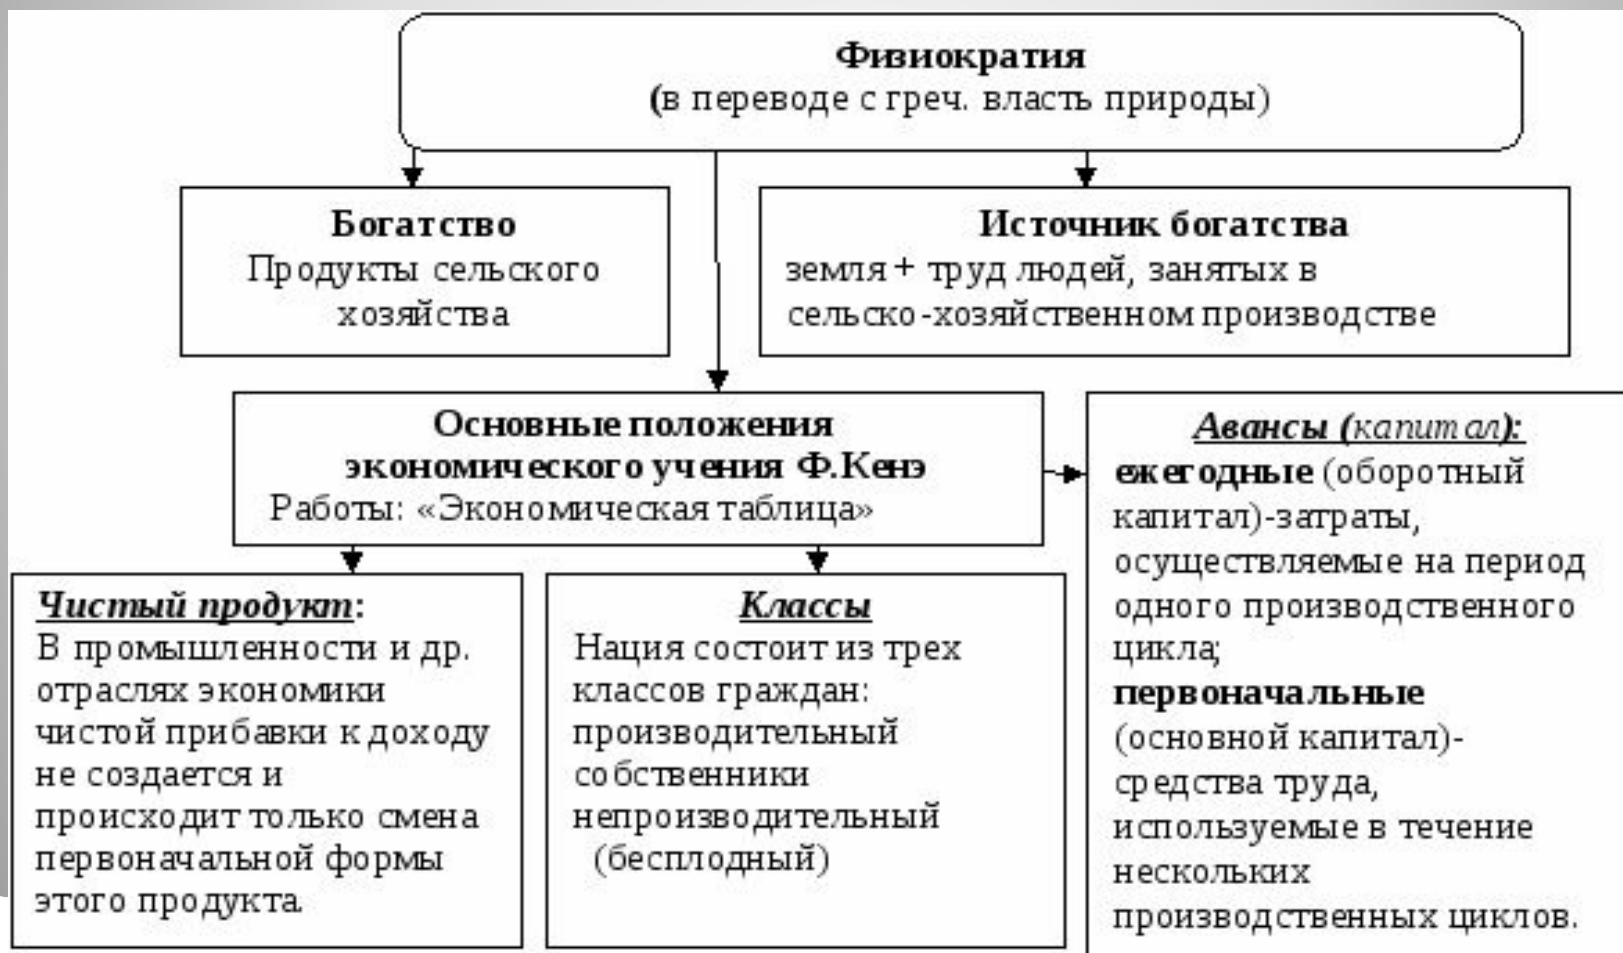 Физиократия
(в переводе с греч. власть природы)
Богатство
Продукты сельского
хозяйства
Источник богатства
земля + труд людей, занятых в
сельско-хозяйственном производстве
Основные положения
экономического учения Ф.Кенэ
Работы: «Экономическая таблица»
Чистый продукт:
В промышленности и др.
отраслях экономики
чистой прибавки к доходу
не создается и
происходит только смена
первоначальной формы
этого продукта.
Классы
Нация состоит из трех
классов граждан:
производительный
собственники
непроизводительный
(бесплодный)
Авансы (капитал):
ежегодные (оборотный
капитал)-затраты,
осуществляемые на период
одного производственного
цикла;
первоначальные
(основной капитал)-
средства труда,
используемые в течение
нескольких
производственных циклов.